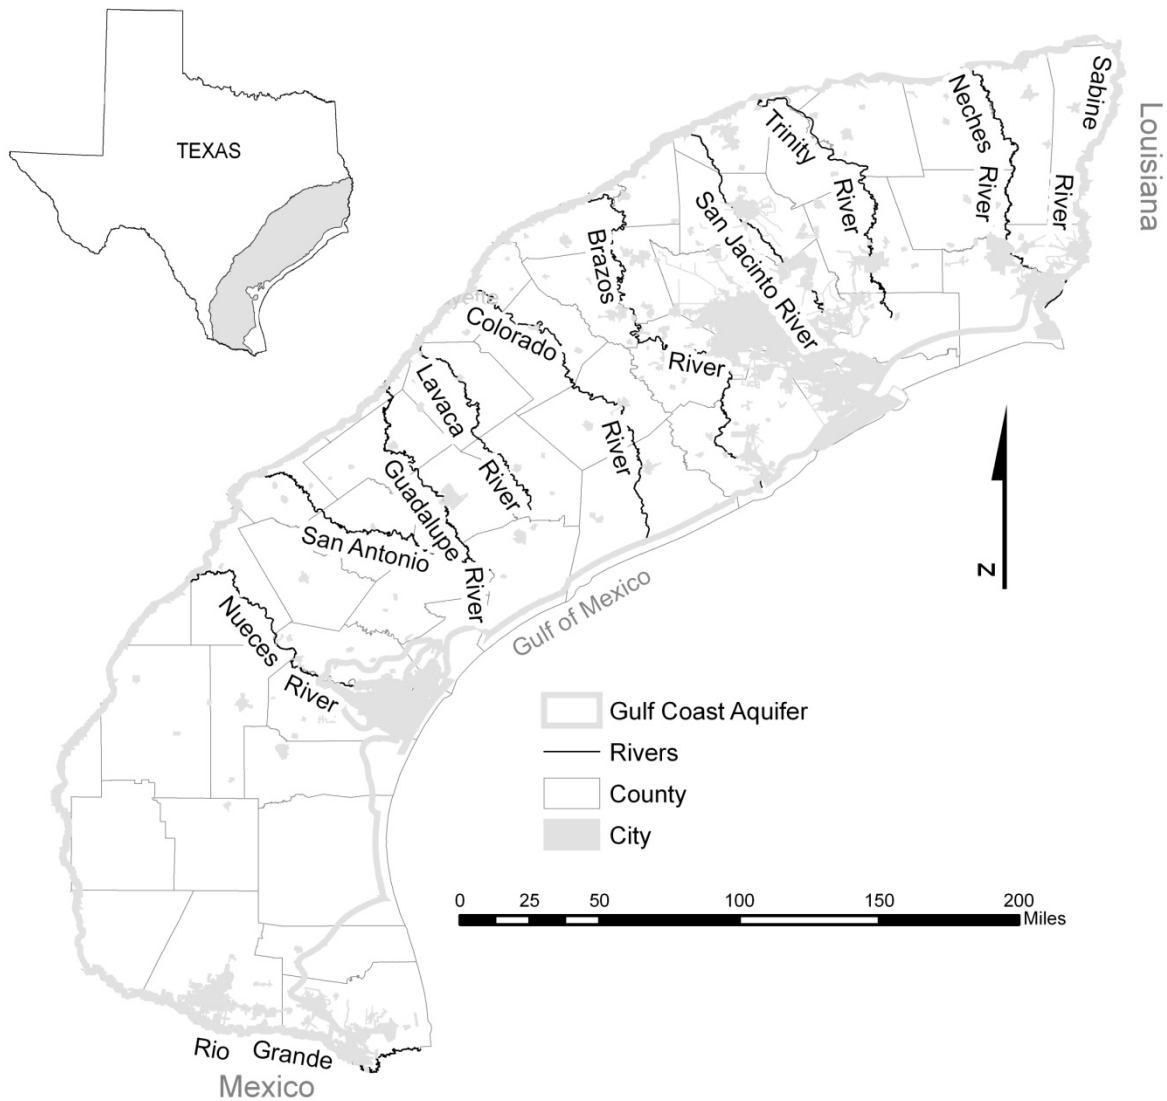 TEXAS
Louisiana
Sabine
River
Neches
River
Trinity
River
San Jacinto River
Brazos
River
Colorado
River
Lavaca
River
Guadalupe
River
San Antonio
Nueces
River
Gulf of Mexico
N
Gulf Coast Aquifer
Rivers
County
City
0 25 50 100 150 200
Miles
Rio Grande
Mexico